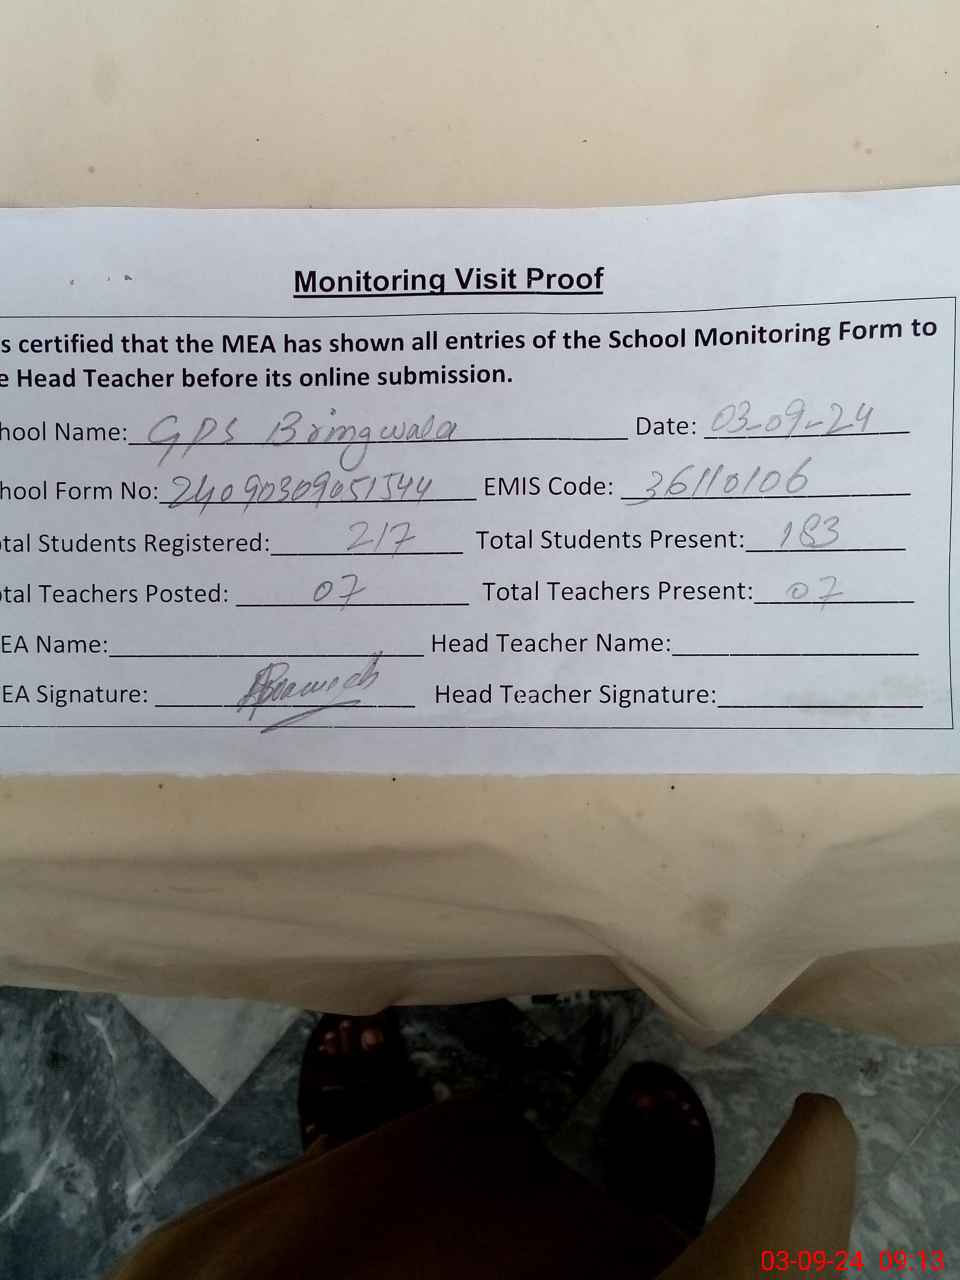 Monitoring Visit Proof
s certified that the MEA has shown all entries of the School Monitoring Form to
e Head Teacher before its online submission.
hool Name: GPS Bringwala Date: 03-09-24
hool Form No: 24090309051544 EMIS Code: 36110106
otal Students Registered: 217 Total Students Present: 183
otal Teachers Posted: 07 Total Teachers Present: 07
EA Name: Head Teacher Name:
EA Signature: Head Teacher Signature:
03-09-24 09:13